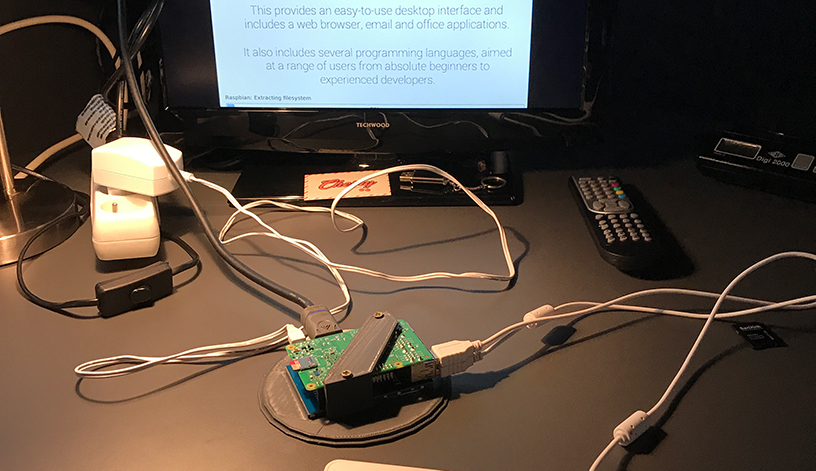 This provides an easy-to-use desktop interface and
includes a web browser, email and office applications.
It also includes several programming languages, aimed
at a range of users from absolute beginners to
experienced developers.
Raspbian: Extracting filesystem
TECHWOOD
Digi 2000